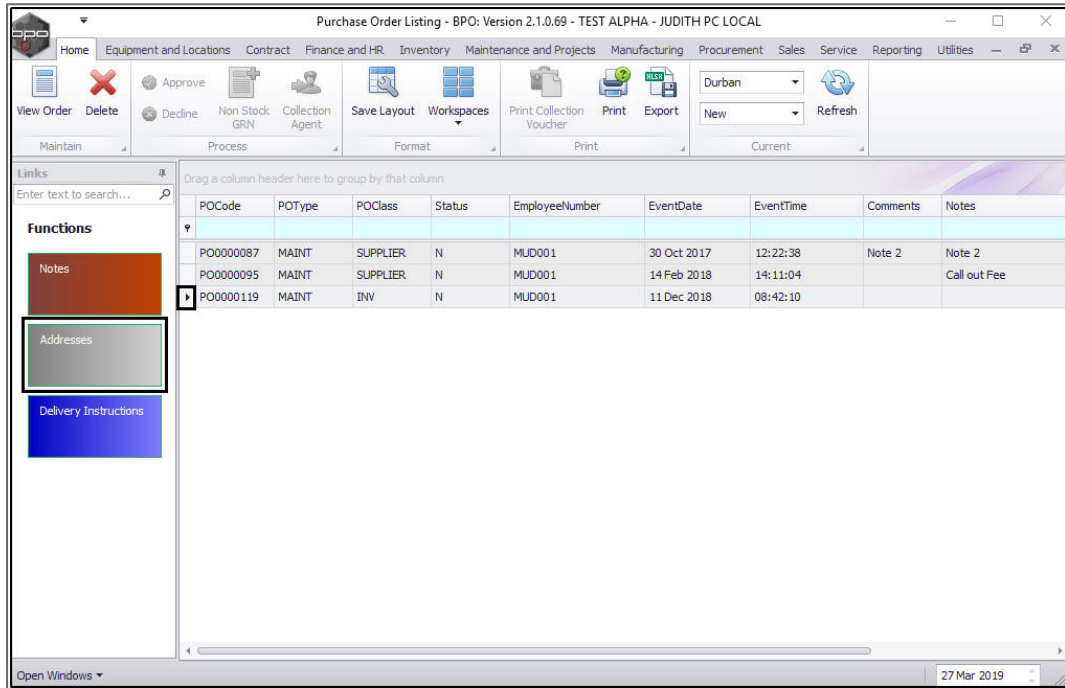 bpo
Purchase Order Listing - BPO: Version 2.1.0.69 - TEST ALPHA - JUDITH PC LOCAL
Home Equipment and Locations Contract Finance and HR Inventory Maintenance and Projects Manufacturing Procurement Sales Service Reporting Utilities
View Order Delete Approve Decline Non Stock GRN Collection Agent Save Layout Workspaces Print Collection Voucher Print XLSX Export Durban New Refresh
Maintain Process Format Print Current
Links
Enter text to search...
Functions
Notes
Addresses
Delivery Instructions
Drag a column header here to group by that column
POCode POType POClass Status EmployeeNumber EventDate EventTime Comments Notes
PO0000087 MAINT SUPPLIER N MUD001 30 Oct 2017 12:22:38 Note 2 Note 2
PO0000095 MAINT SUPPLIER N MUD001 14 Feb 2018 14:11:04 Call out Fee
PO0000119 MAINT INV N MUD001 11 Dec 2018 08:42:10
Open Windows 27 Mar 2019